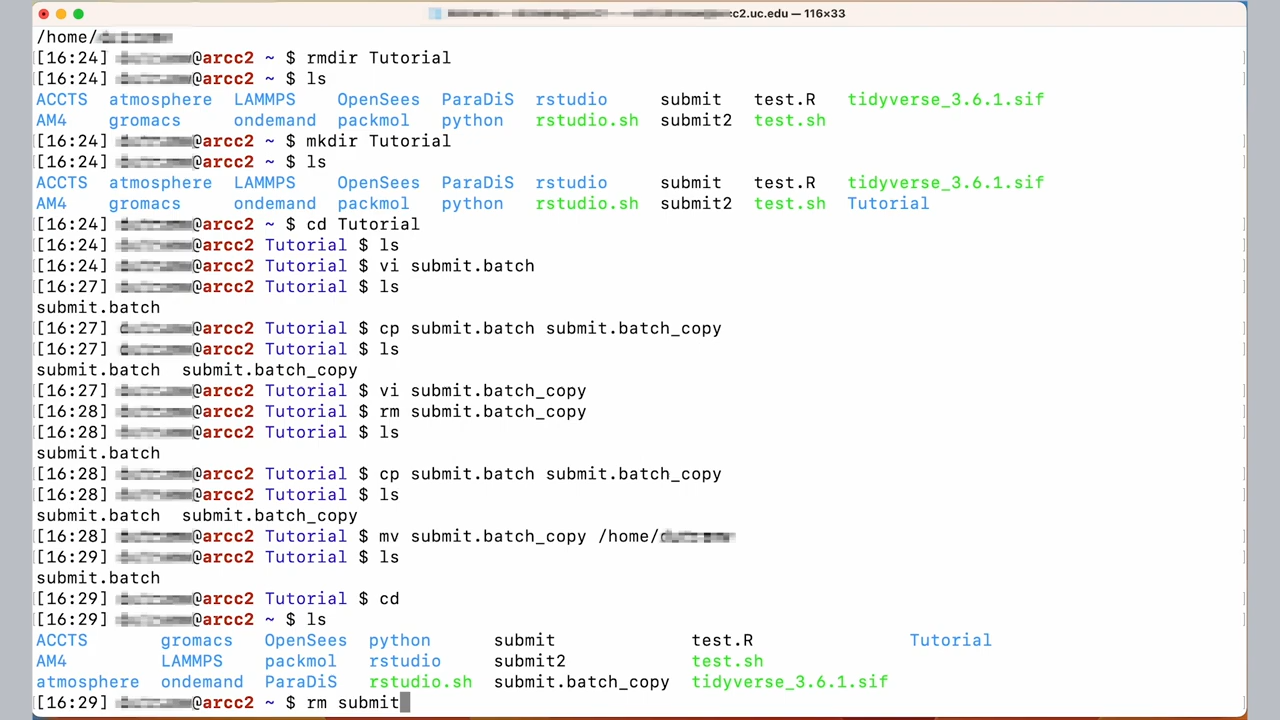 c2.uc.edu — 116×33
/home/
[16:24] @arcc2 ~ $ rmdir Tutorial
[16:24] @arcc2 ~ $ ls
ACCTS atmosphere LAMMPS OpenSees ParaDiS rstudio submit test.R tidyverse_3.6.1.sif
AM4 gromacs ondemand packmol python rstudio.sh submit2 test.sh
[16:24] @arcc2 ~ $ mkdir Tutorial
[16:24] @arcc2 ~ $ ls
ACCTS atmosphere LAMMPS OpenSees ParaDiS rstudio submit test.R tidyverse_3.6.1.sif
AM4 gromacs ondemand packmol python rstudio.sh submit2 test.sh Tutorial
[16:24] @arcc2 ~ $ cd Tutorial
[16:24] @arcc2 Tutorial $ ls
[16:24] @arcc2 Tutorial $ vi submit.batch
[16:27] @arcc2 Tutorial $ ls
submit.batch
[16:27] @arcc2 Tutorial $ cp submit.batch submit.batch_copy
[16:27] @arcc2 Tutorial $ ls
submit.batch submit.batch_copy
[16:27] @arcc2 Tutorial $ vi submit.batch_copy
[16:28] @arcc2 Tutorial $ rm submit.batch_copy
[16:28] @arcc2 Tutorial $ ls
submit.batch
[16:28] @arcc2 Tutorial $ cp submit.batch submit.batch_copy
[16:28] @arcc2 Tutorial $ ls
submit.batch submit.batch_copy
[16:28] @arcc2 Tutorial $ mv submit.batch_copy /home/
[16:29] @arcc2 Tutorial $ ls
submit.batch
[16:29] @arcc2 Tutorial $ cd
[16:29] @arcc2 ~ $ ls
ACCTS gromacs OpenSees python submit test.R Tutorial
AM4 LAMMPS packmol rstudio submit2 test.sh
atmosphere ondemand ParaDiS rstudio.sh submit.batch_copy tidyverse_3.6.1.sif
[16:29] @arcc2 ~ $ rm submit